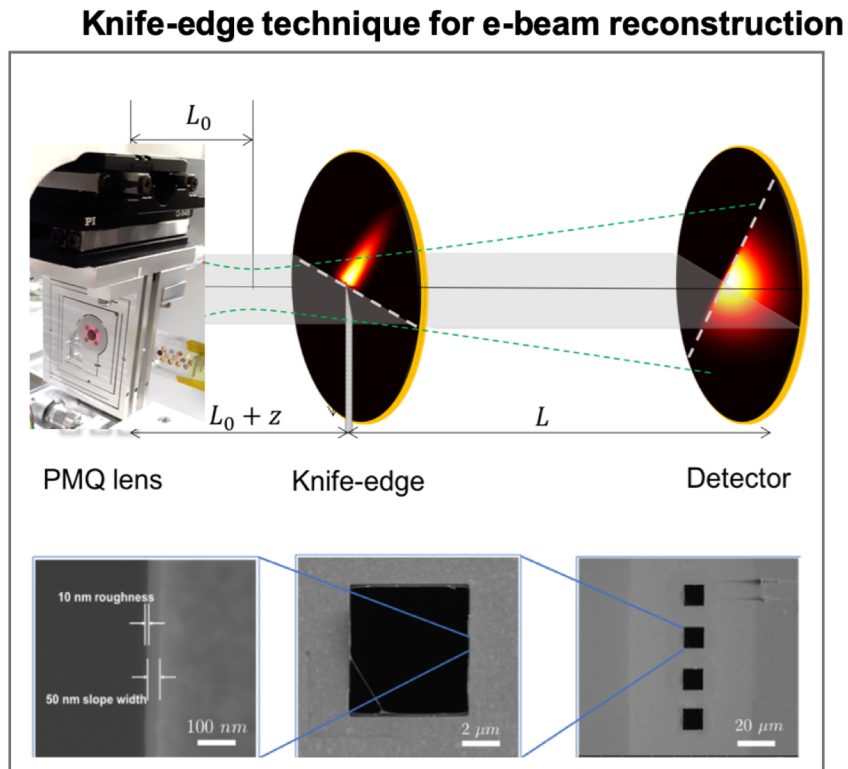 Knife-edge technique for e-beam reconstruction
L₀
PI
L₀ + z
L
PMQ lens
Knife-edge
Detector
10 nm roughness
50 nm slope width
100 nm
2 μm
20 μm